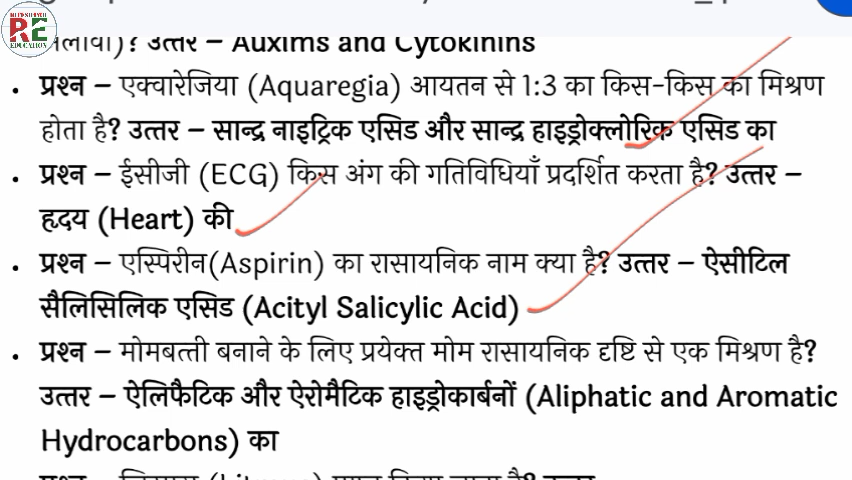 RE
EDUCATION
उत्तर – Auxims and Cytokinins
• प्रश्न – एक्वारेजिया (Aquaregia) आयतन से 1:3 का किस-किस का मिश्रण
होता है? उत्तर – सान्द्र नाइट्रिक एसिड और सान्द्र हाइड्रोक्लोरिक एसिड का
• प्रश्न – ईसीजी (ECG) किस अंग की गतिविधियाँ प्रदर्शित करता है? उत्तर –
हृदय (Heart) की
• प्रश्न – एस्पिरीन(Aspirin) का रासायनिक नाम क्या है? उत्तर – ऐसीटिल
सैलिसिलिक एसिड (Acityl Salicylic Acid)
• प्रश्न – मोमबत्ती बनाने के लिए प्रयेक्त मोम रासायनिक दृष्टि से एक मिश्रण है?
उत्तर – ऐलिफैटिक और ऐरोमैटिक हाइड्रोकार्बनों (Aliphatic and Aromatic
Hydrocarbons) का